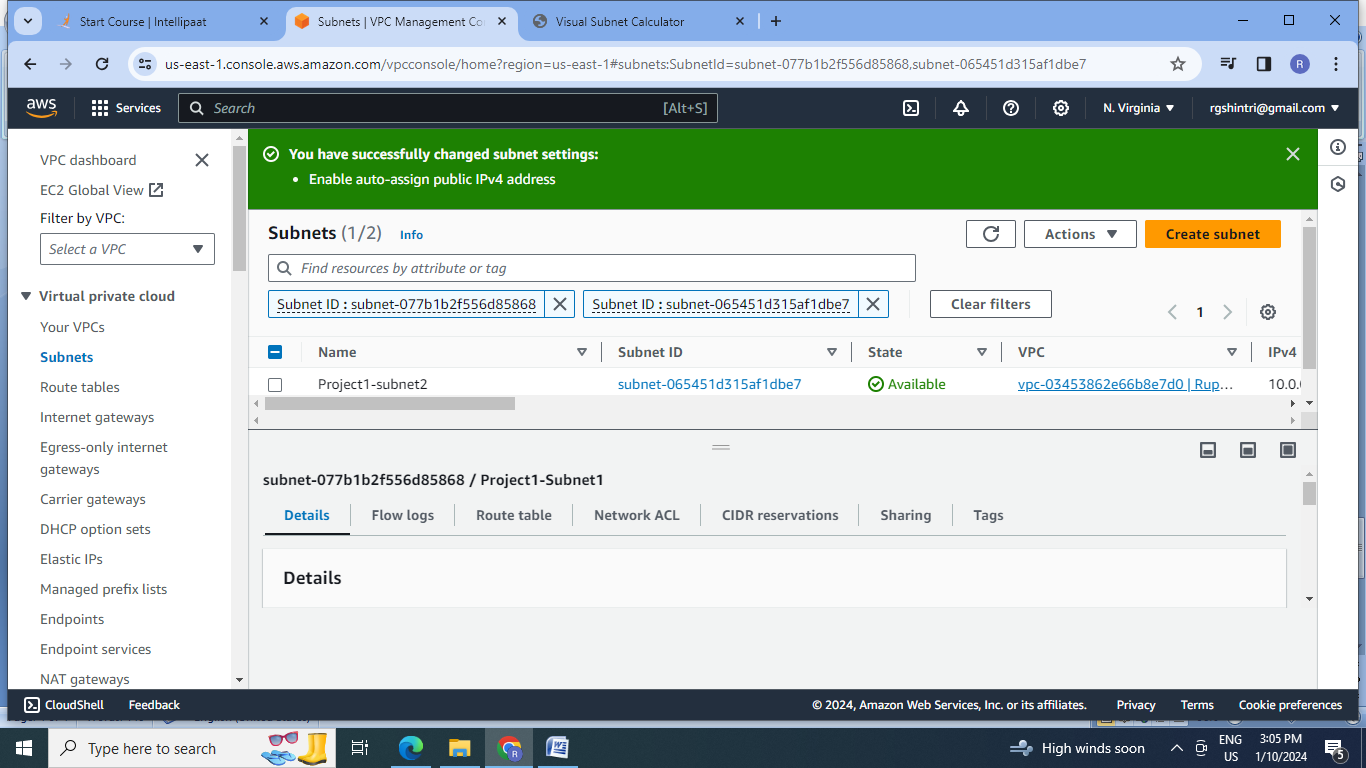 Start Course | Intellipaat
Subnets | VPC Management Co
Visual Subnet Calculator
us-east-1.console.aws.amazon.com/vpcconsole/home?region=us-east-1#subnets:SubnetId=subnet-077b1b2f556d85868,subnet-065451d315af1dbe7
R
aws
Services
Search
[Alt+S]
N. Virginia
rgshintri@gmail.com
VPC dashboard
EC2 Global View
Filter by VPC:
Select a VPC
Virtual private cloud
Your VPCs
Subnets
Route tables
Internet gateways
Egress-only internet
gateways
Carrier gateways
DHCP option sets
Elastic IPs
Managed prefix lists
Endpoints
Endpoint services
NAT gateways
You have successfully changed subnet settings:
• Enable auto-assign public IPv4 address
Subnets (1/2) Info
Actions
Create subnet
Find resources by attribute or tag
Subnet ID : subnet-077b1b2f556d85868
Subnet ID : subnet-065451d315af1dbe7
Clear filters
1
Name Subnet ID State VPC IPv4
Project1-subnet2 subnet-065451d315af1dbe7 Available vpc-03453862e66b8e7d0 | Rup… 10.0.
subnet-077b1b2f556d85868 / Project1-Subnet1
Details Flow logs Route table Network ACL CIDR reservations Sharing Tags
Details
CloudShell Feedback © 2024, Amazon Web Services, Inc. or its affiliates. Privacy Terms Cookie preferences
Type here to search
High winds soon
ENG
US
3:05 PM
1/10/2024
5